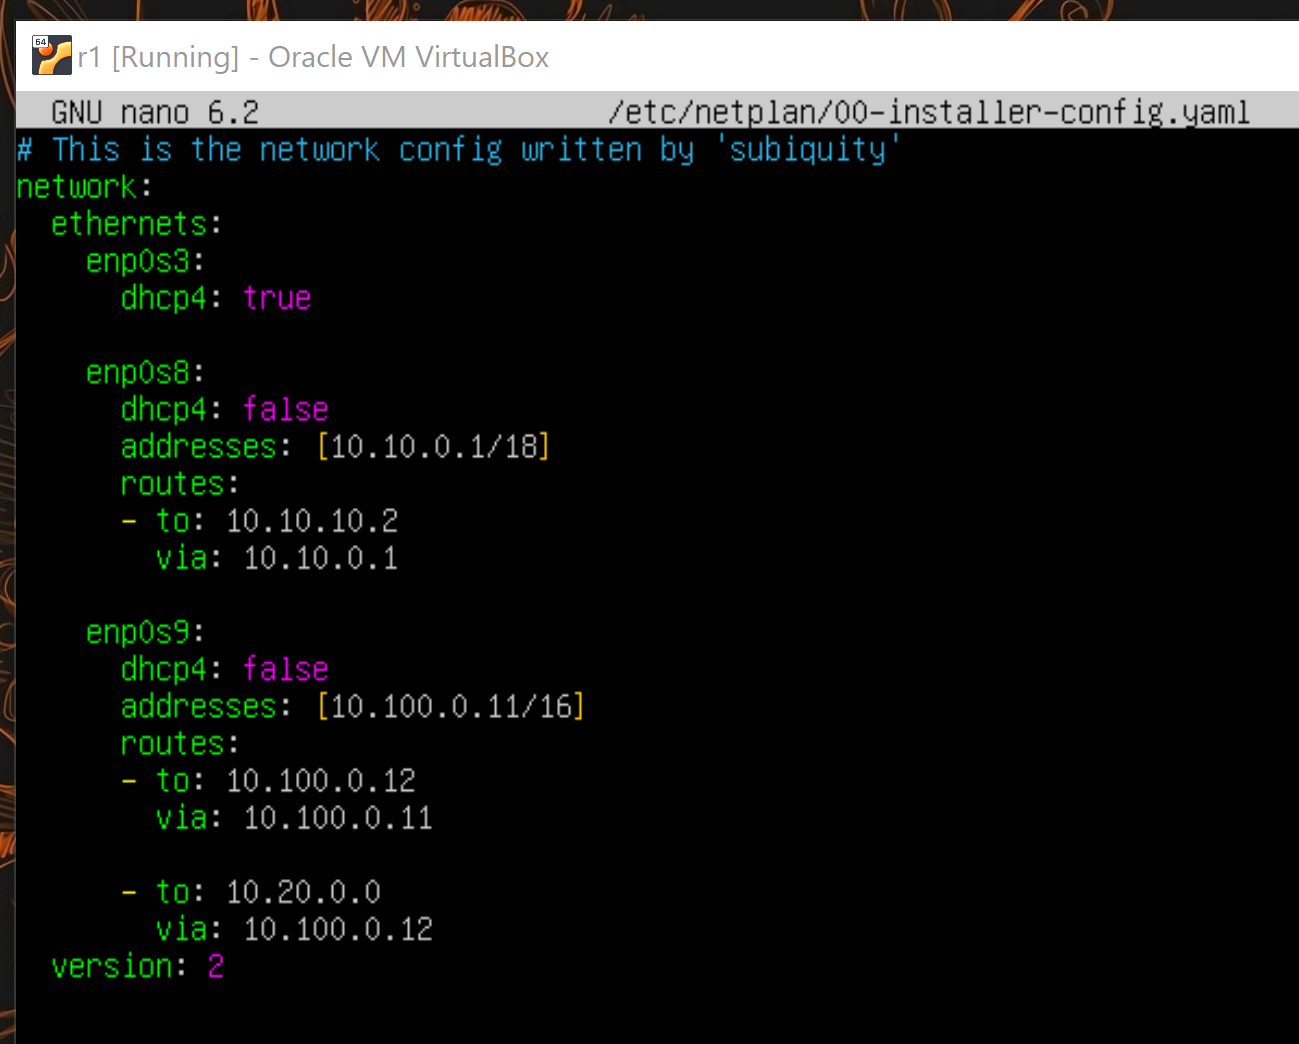 64
r1 [Running] - Oracle VM VirtualBox
GNU nano 6.2 /etc/netplan/00-installer-config.yaml
# This is the network config written by 'subiquity'
network:
  ethernets:
    enp0s3:
      dhcp4: true

    enp0s8:
      dhcp4: false
      addresses: [10.10.0.1/18]
      routes:
      - to: 10.10.10.2
        via: 10.10.0.1

    enp0s9:
      dhcp4: false
      addresses: [10.100.0.11/16]
      routes:
      - to: 10.100.0.12
        via: 10.100.0.11

      - to: 10.20.0.0
        via: 10.100.0.12
  version: 2